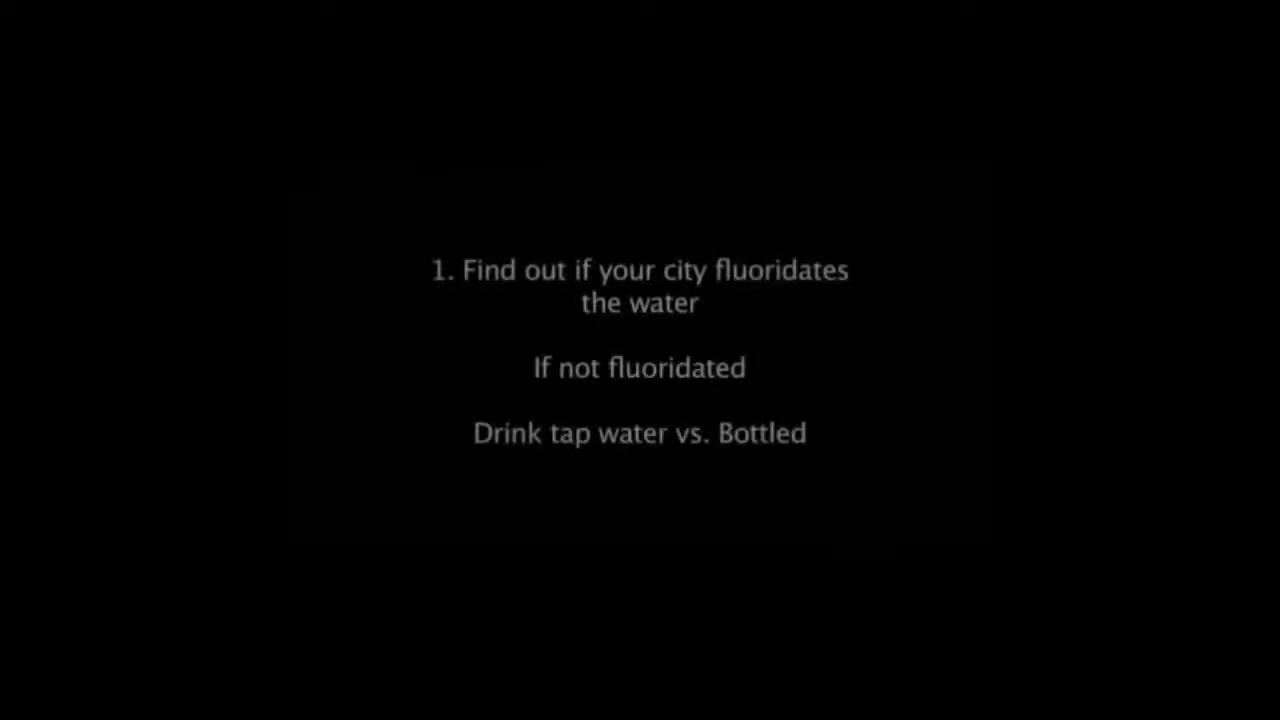 1. Find out if your city fluoridates
the water
If not fluoridated
Drink tap water vs. Bottled